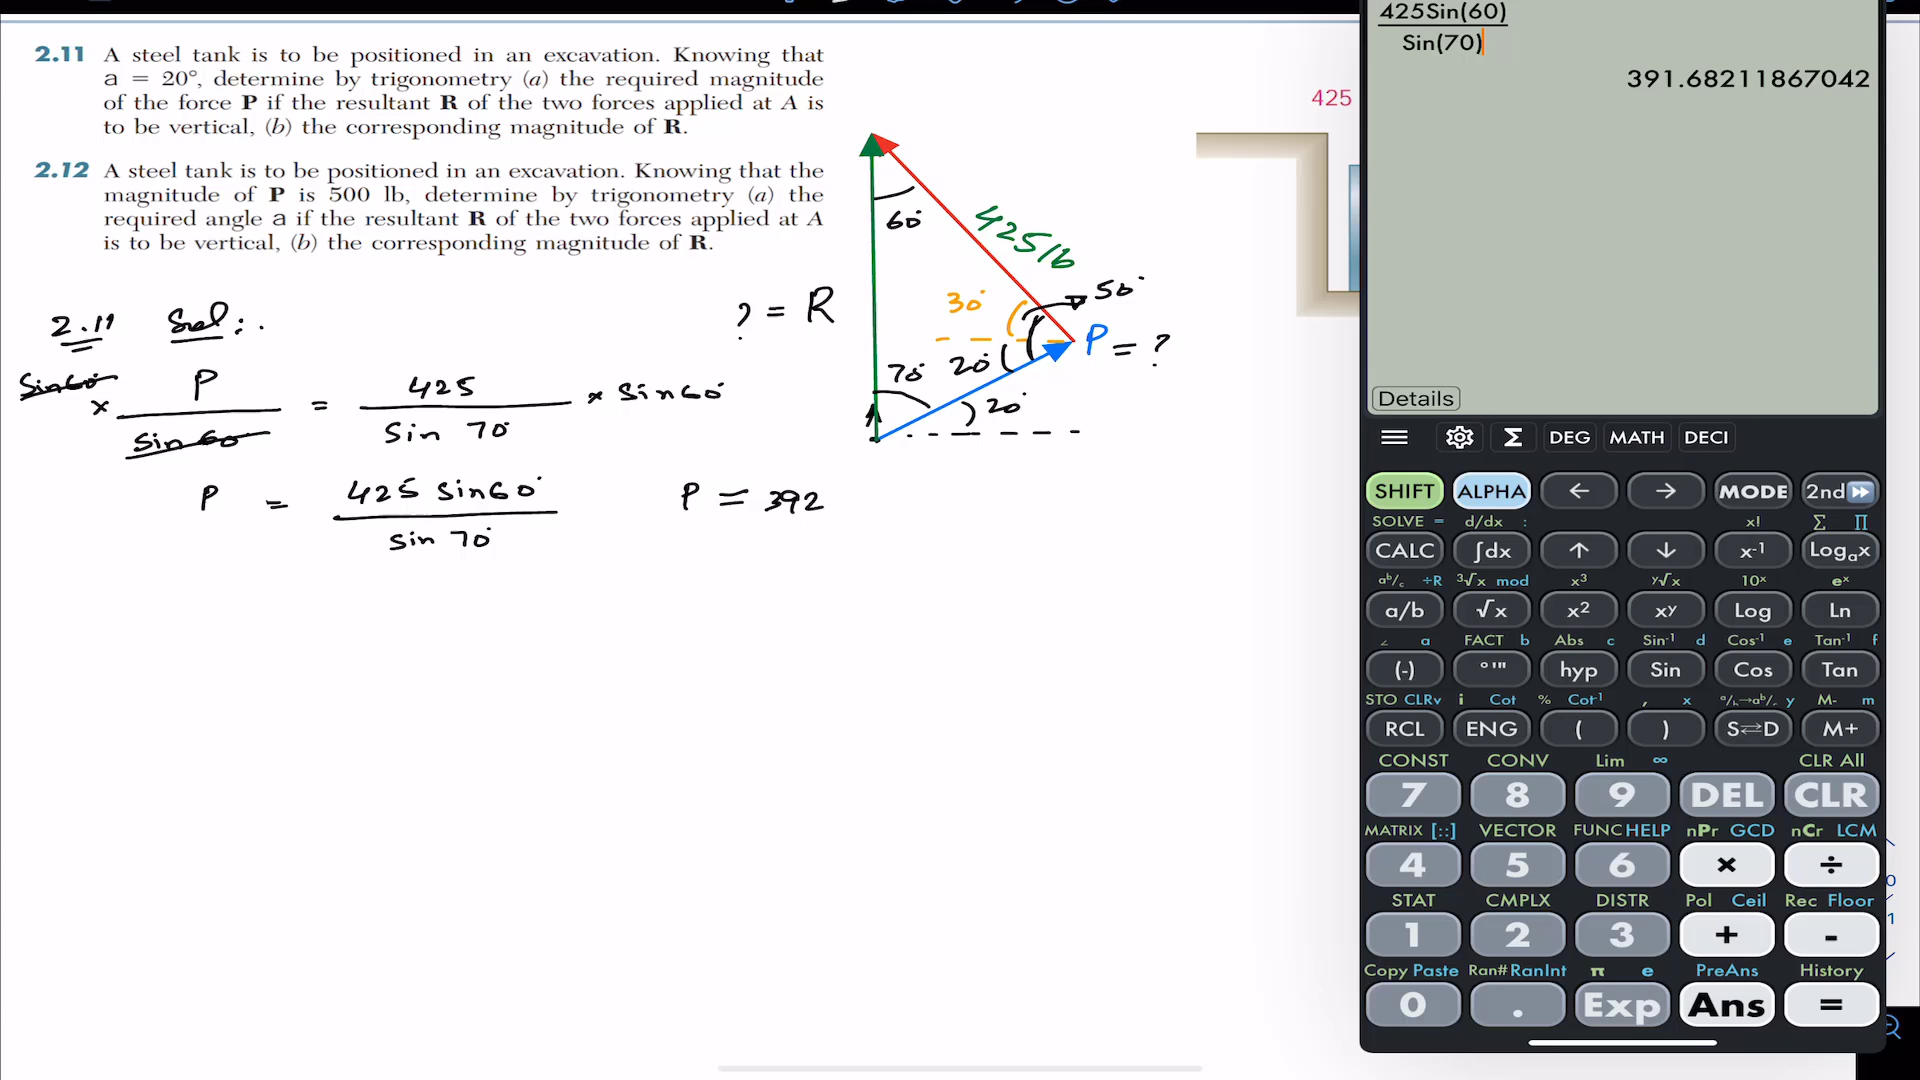 2.11 A steel tank is to be positioned in an excavation. Knowing that
a = 20°, determine by trigonometry (a) the required magnitude
of the force P if the resultant R of the two forces applied at A is
to be vertical, (b) the corresponding magnitude of R.
2.12 A steel tank is to be positioned in an excavation. Knowing that the
magnitude of P is 500 lb, determine by trigonometry (a) the
required angle a if the resultant R of the two forces applied at A
is to be vertical, (b) the corresponding magnitude of R.
2.11 Sol:.
sin60° × P / sin 60 = 425 / sin 70° × sin60°
P = 425 sin60° / sin 70°
P = 392
? = R
60°
425 lb
30°
50°
P = ?
70°
20°
20°
425
425Sin(60)
Sin(70)
391.68211867042
Details
DEG MATH DECI
SHIFT ALPHA ← → MODE 2nd
SOLVE = d/dx : x! Σ ∏
CALC ∫dx ↑ ↓ x-1 Logax
ab/c ÷R 3√x mod x3 y√x 10x ex
a/b √x x2 xy Log Ln
∠ a FACT b Abs c Sin-1 d Cos-1 e Tan-1 f
(-) ° ' " hyp Sin Cos Tan
STO CLRv i Cot % Cot-1 , x a/b→ab/c y M- m
RCL ENG ( ) S⇄D M+
CONST CONV Lim ∞ CLR All
7 8 9 DEL CLR
MATRIX [::] VECTOR FUNC HELP nPr GCD nCr LCM
4 5 6 × ÷
STAT CMPLX DISTR Pol Ceil Rec Floor
1 2 3 + -
Copy Paste Ran# RanInt π e PreAns History
0 . Exp Ans =
0
1